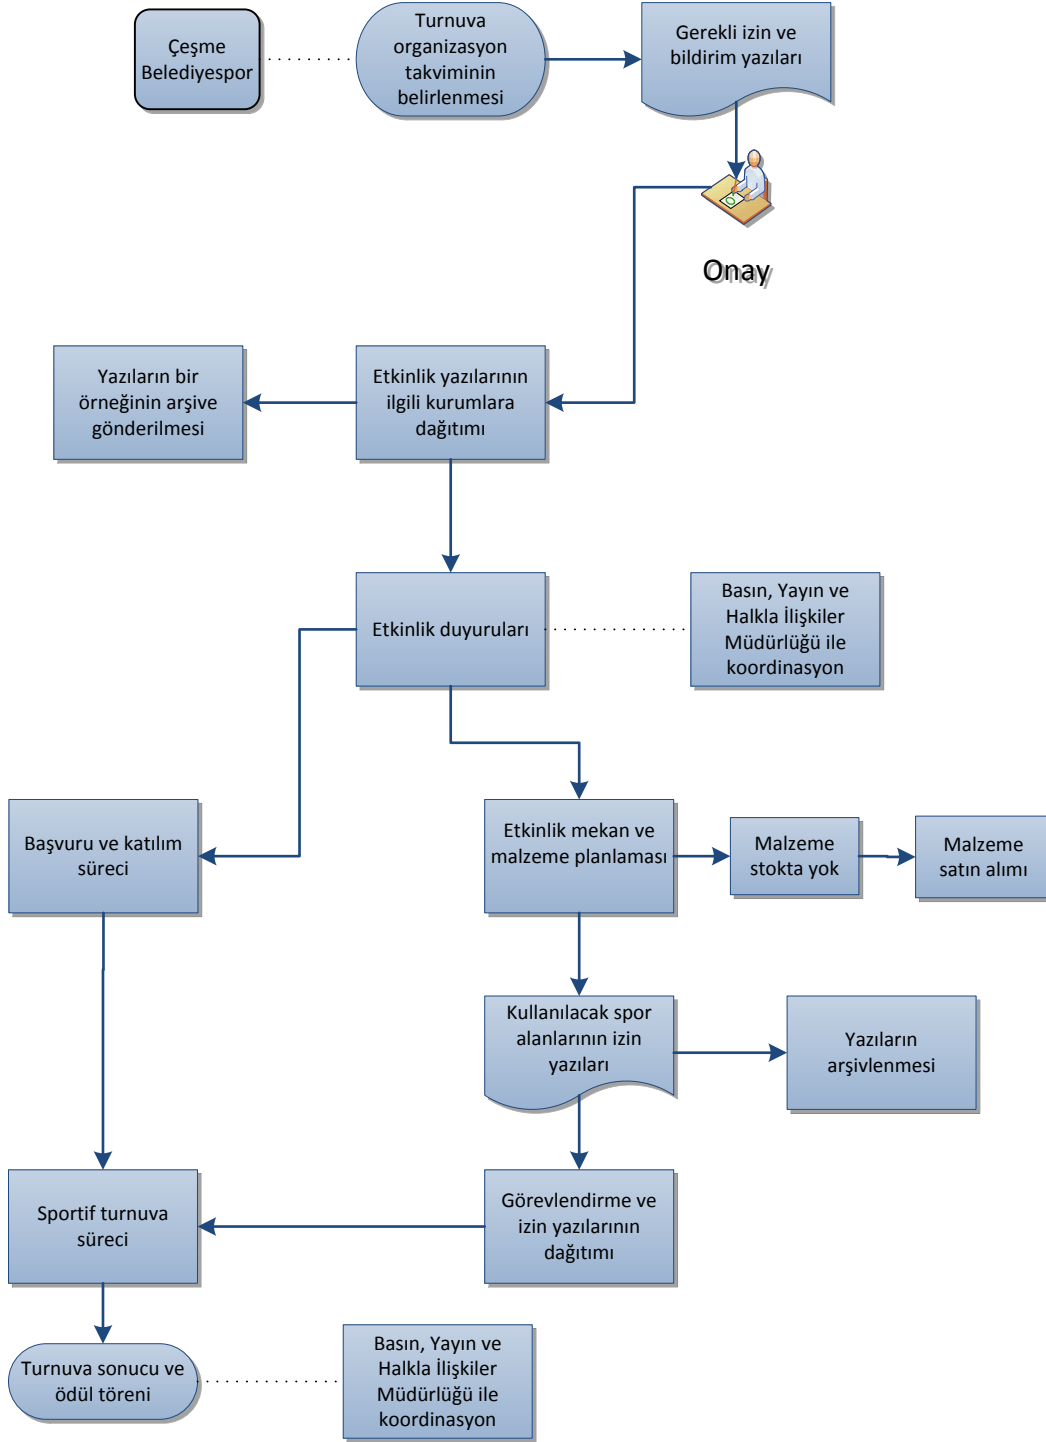 Çeşme
Belediyespor
Turnuva
organizasyon
takviminin
belirlenmesi
Gerekli izin ve
bildirim yazıları
Onay
Yazıların bir
örneğinin arşive
gönderilmesi
Etkinlik yazılarının
ilgili kurumlara
dağıtımı
Etkinlik duyuruları
Basın, Yayın ve
Halkla İlişkiler
Müdürlüğü ile
koordinasyon
Başvuru ve katılım
süreci
Etkinlik mekan ve
malzeme planlaması
Malzeme
stokta yok
Malzeme
satın alımı
Kullanılacak spor
alanlarının izin
yazıları
Yazıların
arşivlenmesi
Sportif turnuva
süreci
Görevlendirme ve
izin yazılarının
dağıtımı
Turnuva sonucu ve
ödül töreni
Basın, Yayın ve
Halkla İlişkiler
Müdürlüğü ile
koordinasyon